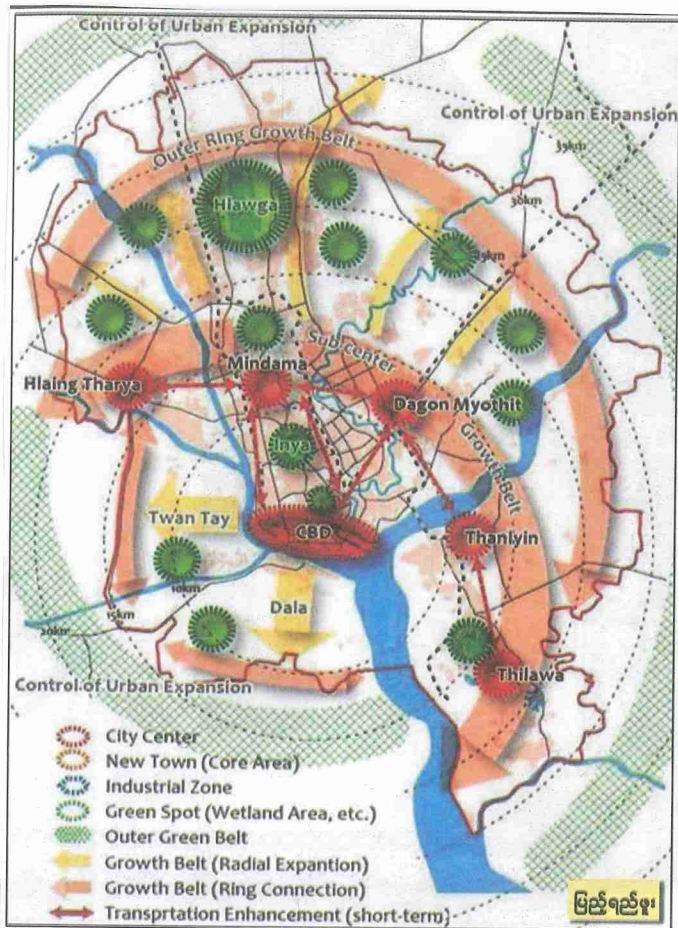 Control of Urban Expansion
Control of Urban Expansion
35km
30km
Outer Ring Growth Belt
Hlawga
25km
Sub center
Mindama
Hlaing Tharya
Dagon Myothit
Growth Belt
Inya
Twan Tay
CBD
Thanlyin
10km
15km
20km
Dala
Thilawa
Control of Urban Expansion
City Center
New Town (Core Area)
Industrial Zone
Green Spot (Wetland Area, etc.)
Outer Green Belt
Growth Belt (Radial Expantion)
Growth Belt (Ring Connection)
Transprtation Enhancement (short-term)
ပြည့်ရည်ဖူး